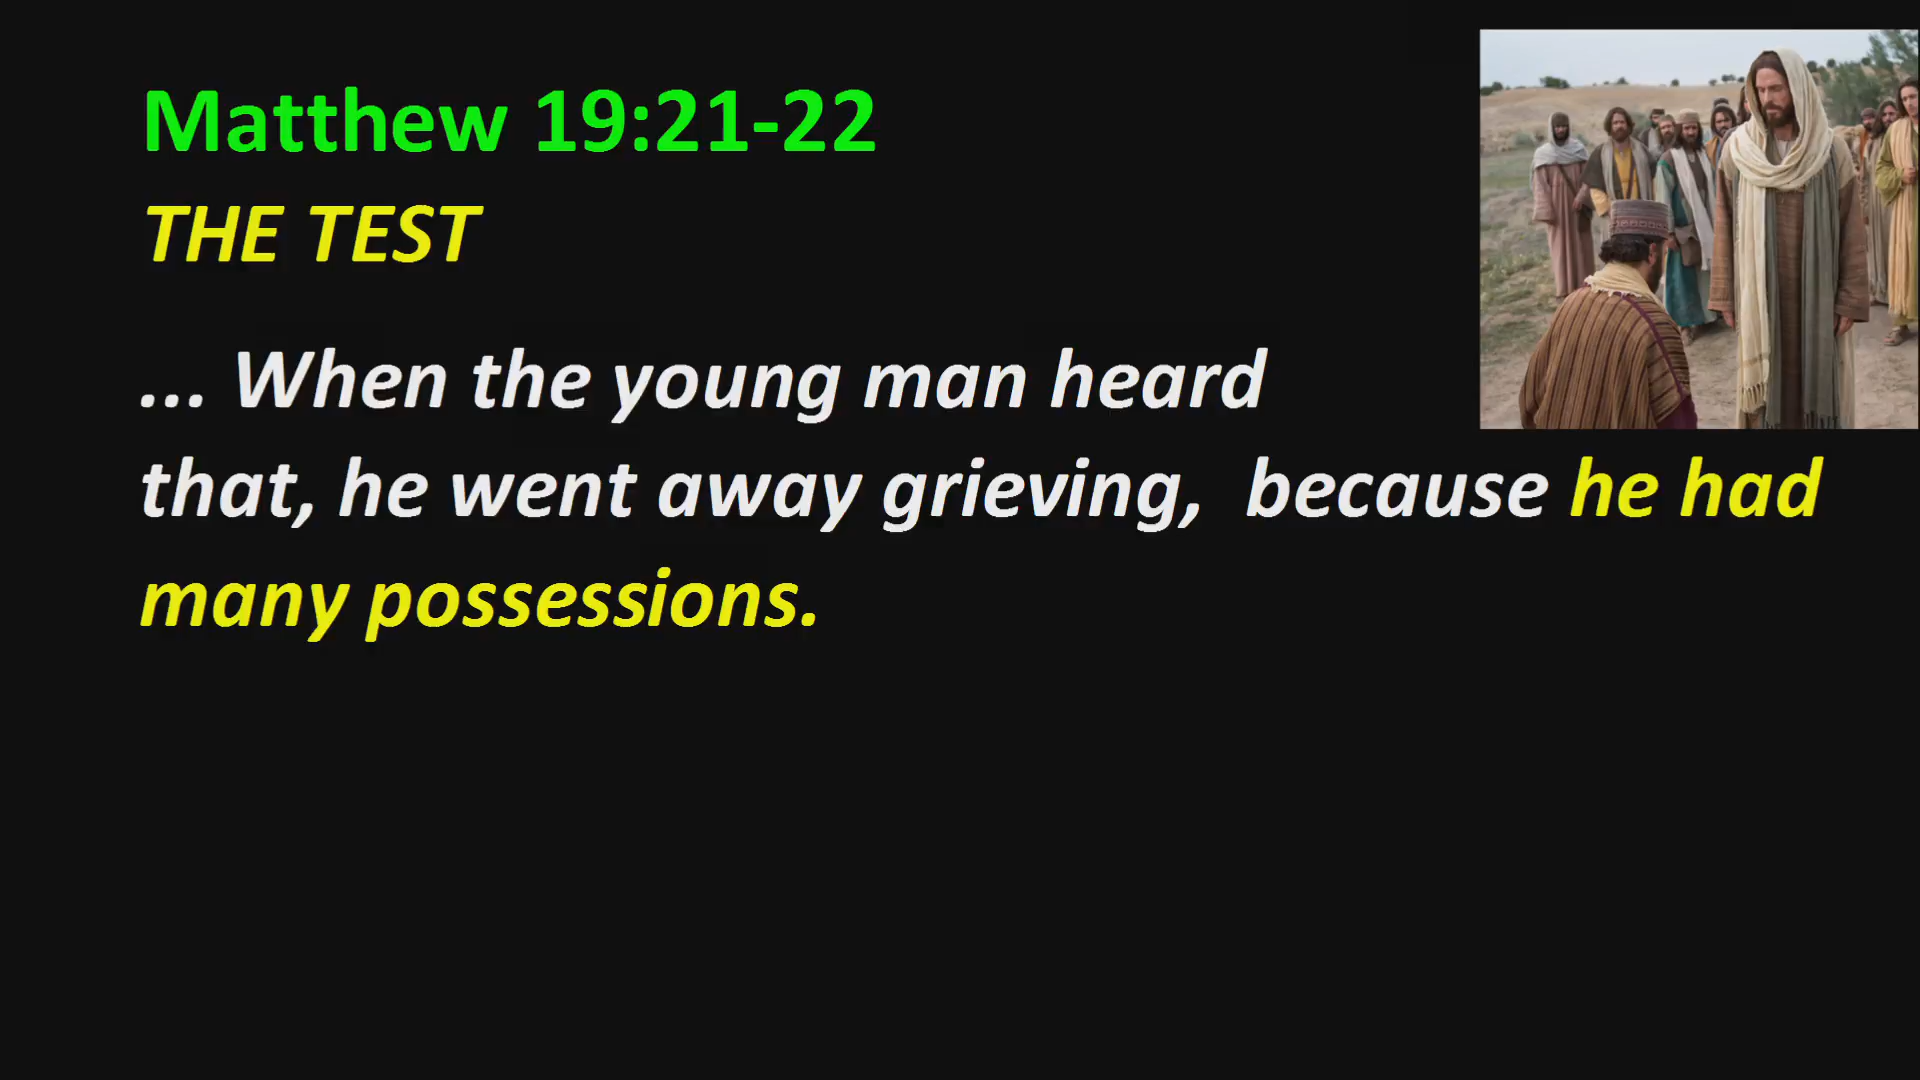 Matthew 19:21-22
THE TEST
... When the young man heard
that, he went away grieving,  because he had
many possessions.